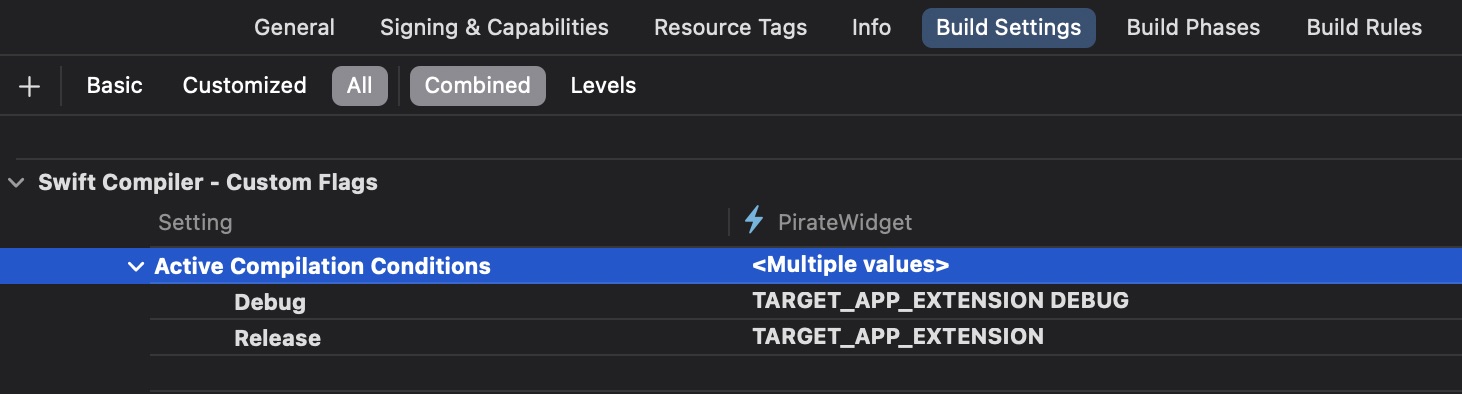 General Signing & Capabilities Resource Tags Info Build Settings Build Phases Build Rules
Basic Customized All Combined Levels
Swift Compiler - Custom Flags
Setting PirateWidget
Active Compilation Conditions <Multiple values>
Debug TARGET_APP_EXTENSION DEBUG
Release TARGET_APP_EXTENSION